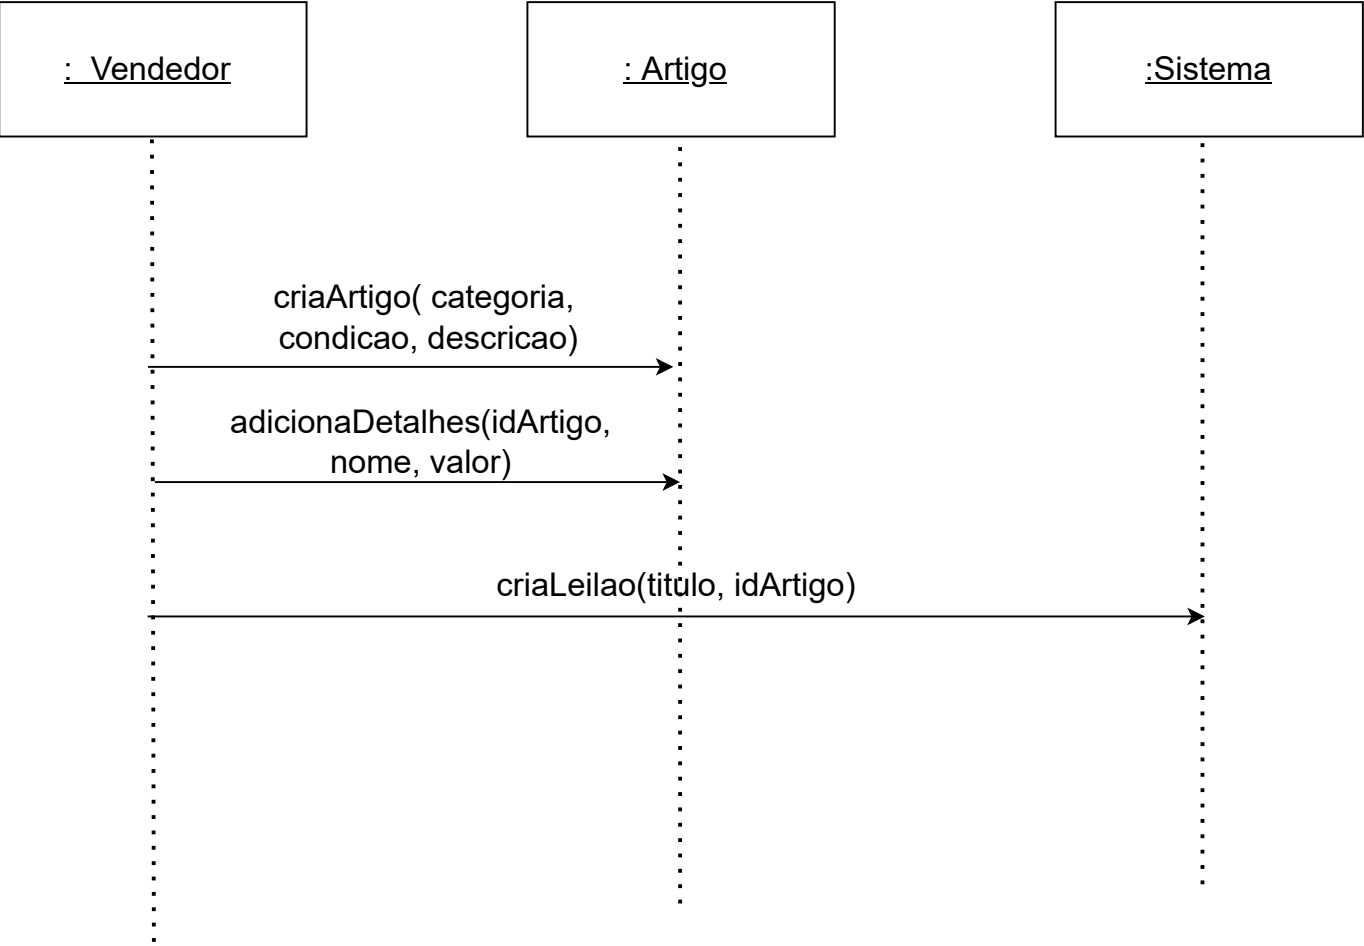 : Vendedor
: Artigo
:Sistema
criaArtigo( categoria,
condicao, descricao)
adicionaDetalhes(idArtigo,
nome, valor)
criaLeilao(titulo, idArtigo)